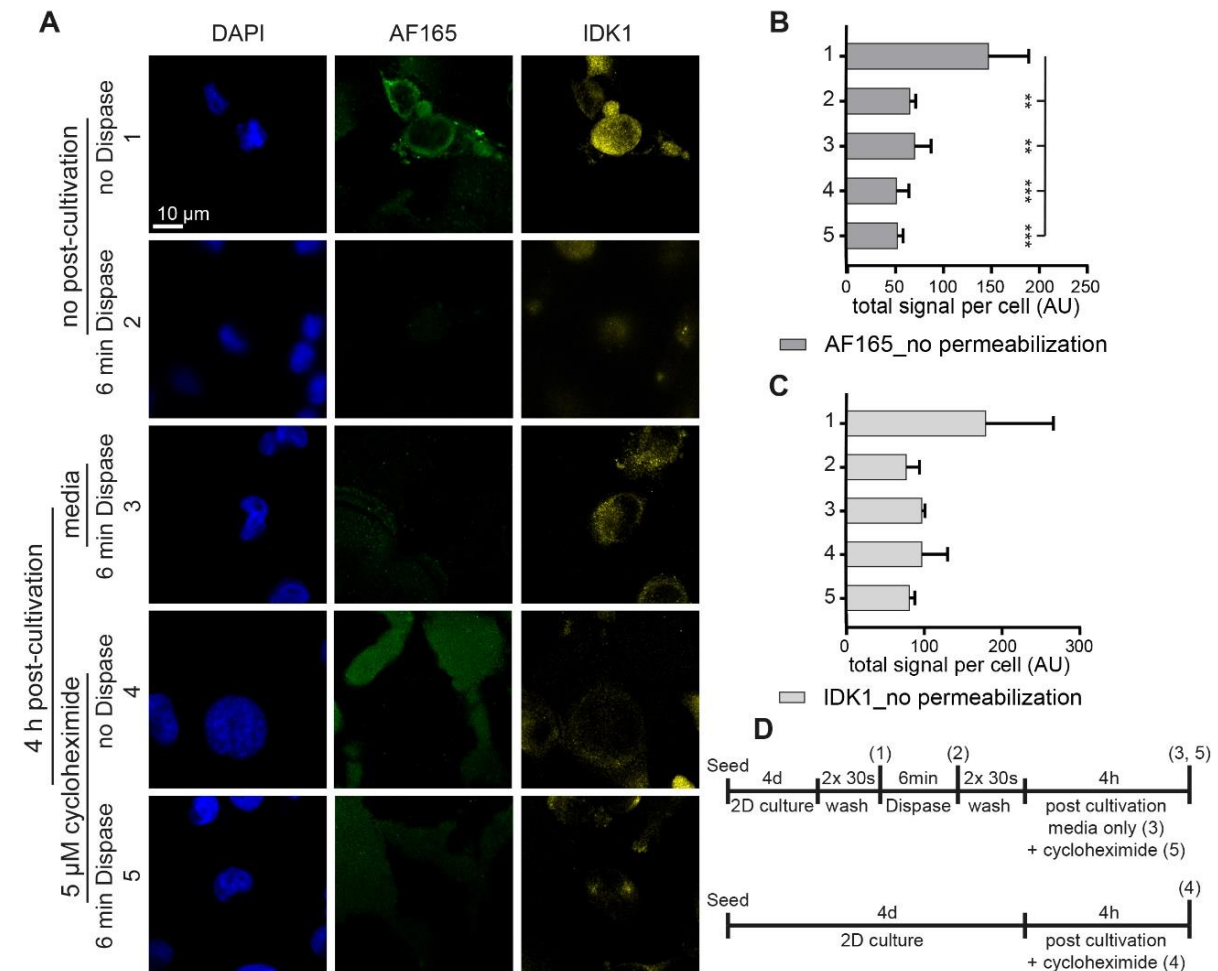 A
DAPI
AF165
IDK1
no post-cultivation
no Dispase
1
10 µm
6 min Dispase
2
4 h post-cultivation
media
6 min Dispase
3
5 µM cycloheximide
no Dispase
4
6 min Dispase
5
B
1
2
3
4
5
**
**
***
***
0 50 100 150 200 250
total signal per cell (AU)
AF165_no permeabilization
C
1
2
3
4
5
0 100 200 300
total signal per cell (AU)
IDK1_no permeabilization
D
(1) (2) (3, 5)
Seed
4d 2x 30s 6min 2x 30s 4h
2D culture wash Dispase wash post cultivation
media only (3)
+ cycloheximide (5)
(4)
Seed
4d 4h
2D culture post cultivation
+ cycloheximide (4)